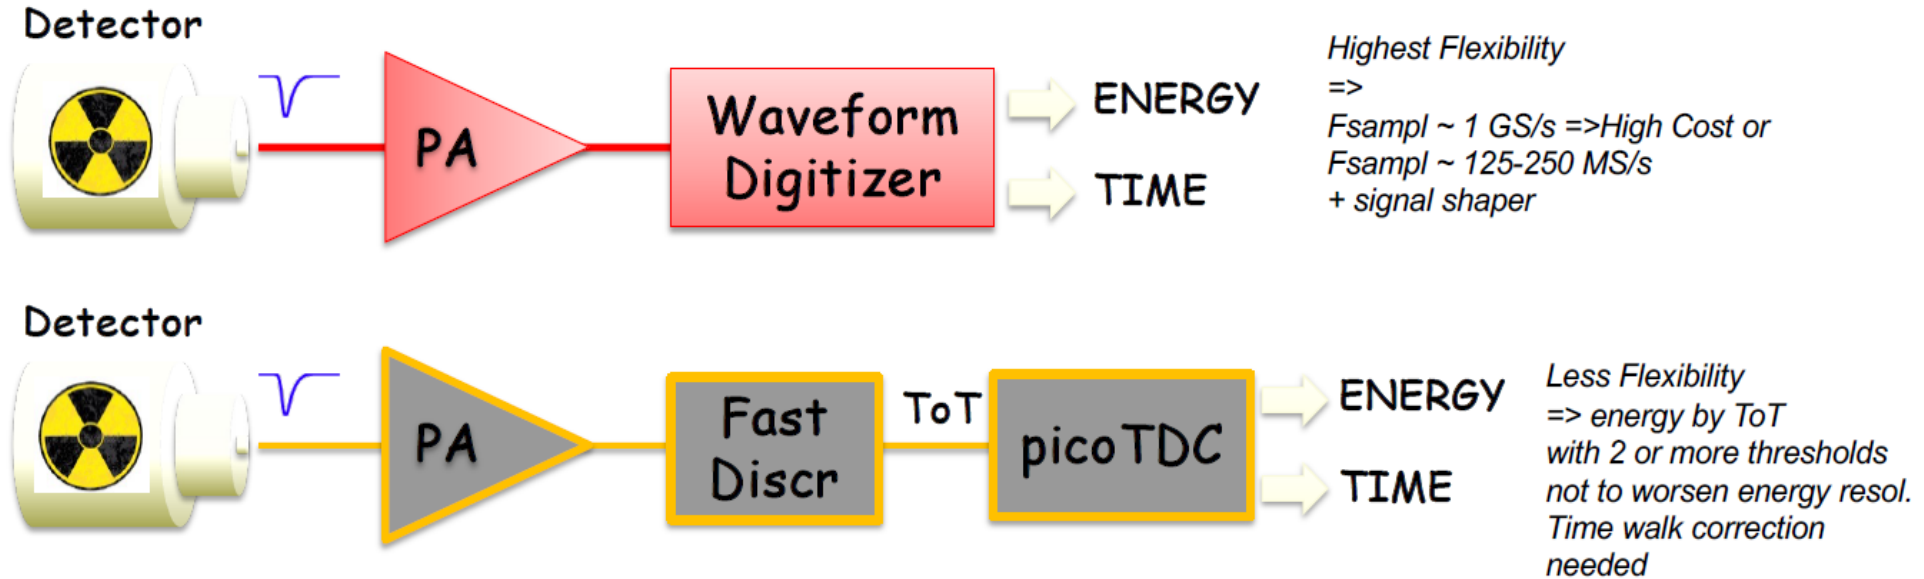 Detector
PA
Waveform
Digitizer
ENERGY
TIME
Highest Flexibility
=>
Fsampl ~ 1 GS/s =>High Cost or
Fsampl ~ 125-250 MS/s
+ signal shaper
Detector
PA
Fast
Discr
ToT
picoTDC
ENERGY
TIME
Less Flexibility
=> energy by ToT
with 2 or more thresholds
not to worsen energy resol.
Time walk correction
needed